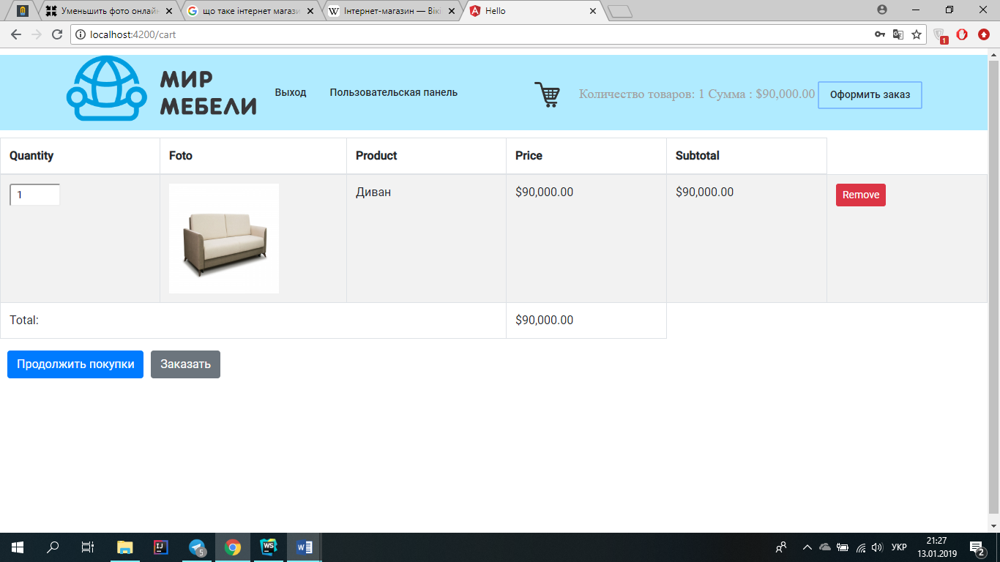 Уменьшить фото онлайн
що таке інтернет магази
Інтернет-магазин — Вікі
Hello
localhost:4200/cart
1
МИР
МЕБЕЛИ
Выход
Пользовательская панель
Количество товаров: 1 Сумма : $90,000.00
Оформить заказ
Quantity Foto Product Price Subtotal
1 Диван $90,000.00 $90,000.00 Remove
Total: $90,000.00
Продолжить покупки Заказать
IJ
5
WS
W
УКР
21:27
13.01.2019
2